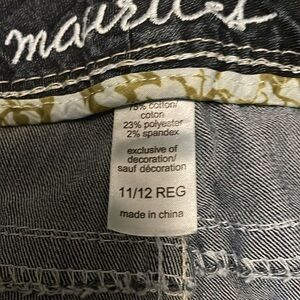 maurices
75% cotton/
coton
23% polyester
2% spandex
exclusive of
decoration/
sauf décoration
11/12 REG
made in china